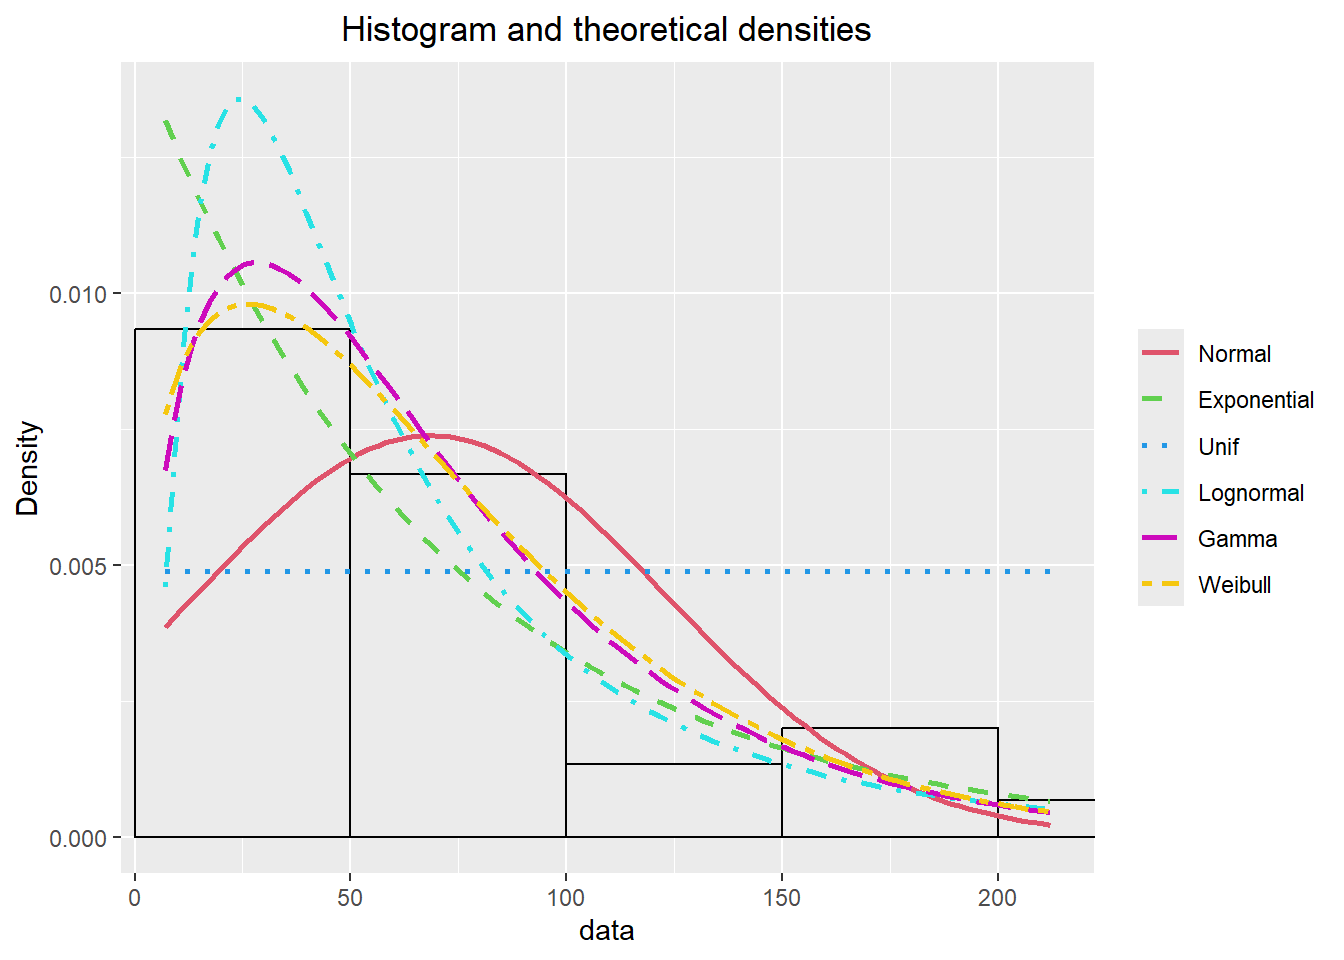 Histogram and theoretical densities
Density
0.010
0.005
0.000
0 50 100 150 200
data
Normal
Exponential
Unif
Lognormal
Gamma
Weibull